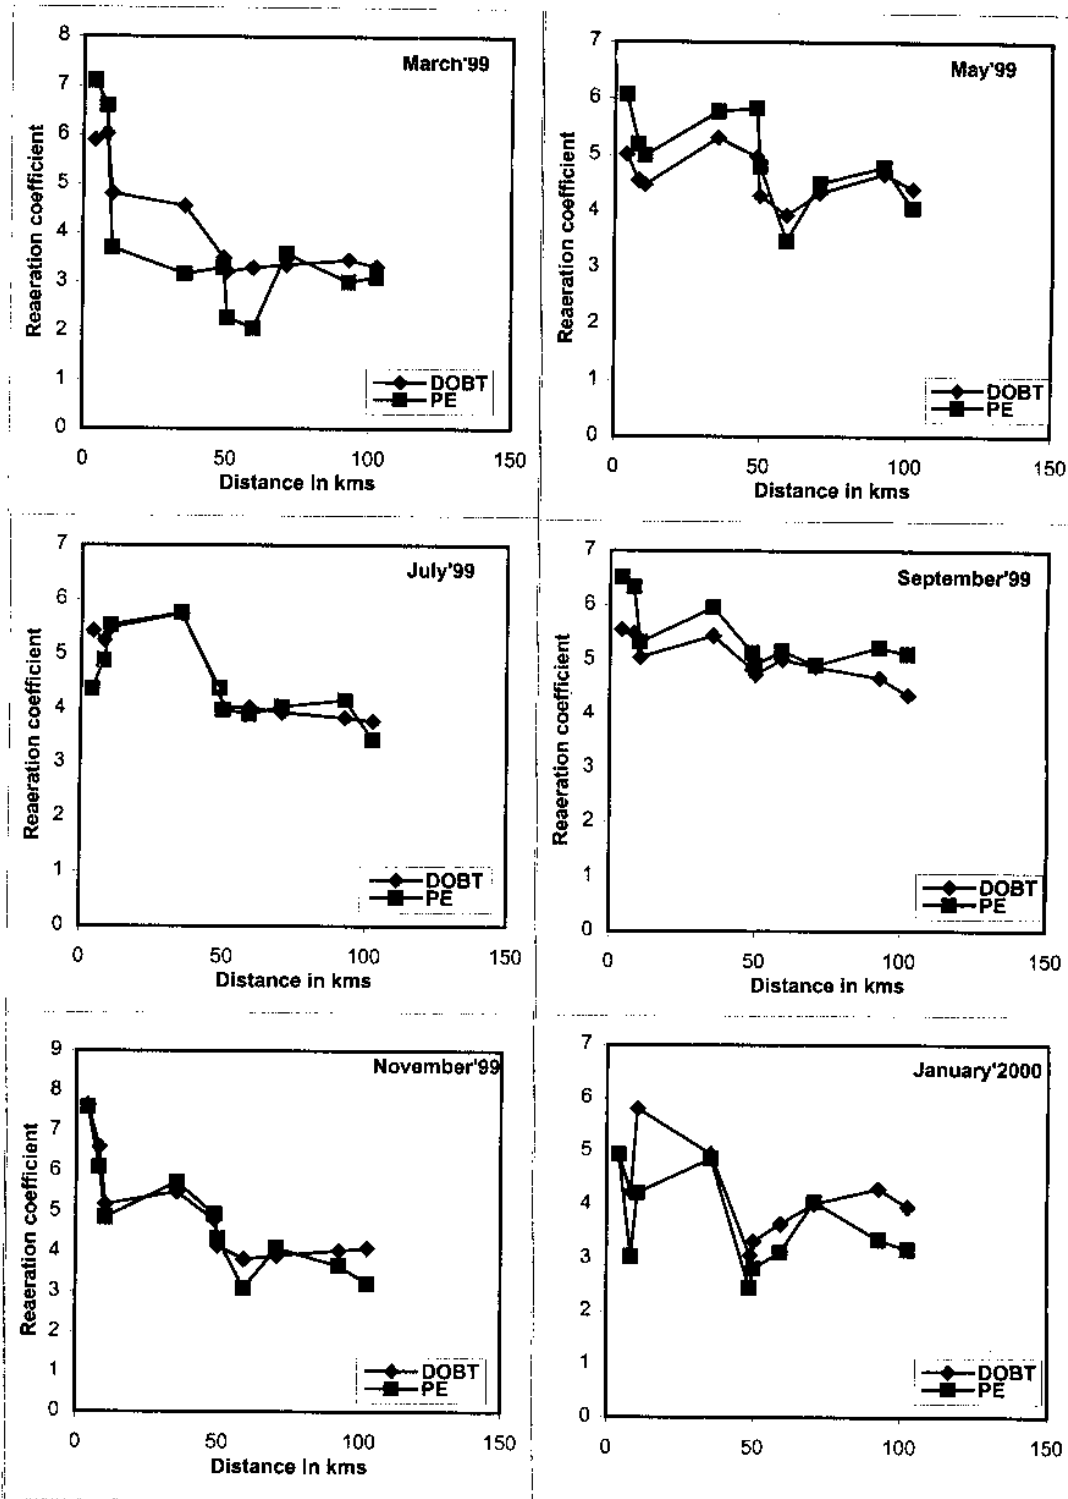 March'99
8
7
6
5
4
3
2
1
0
Reaeration coefficient
DOBT
PE
0 50 100 150
Distance In kms
May'99
7
6
5
4
3
2
1
0
Reaeration coefficient
DOBT
PE
0 50 100 150
Distance in kms
July'99
7
6
5
4
3
2
1
0
Reaeration coefficient
DOBT
PE
0 50 100 150
Distance in kms
September'99
7
6
5
4
3
2
1
0
Reaeration coefficient
DOBT
PE
0 50 100 150
Distance in kms
November'99
9
8
7
6
5
4
3
2
1
0
Reaeration coefficient
DOBT
PE
0 50 100 150
Distance In kms
January'2000
7
6
5
4
3
2
1
0
DOBT
PE
0 50 100 150